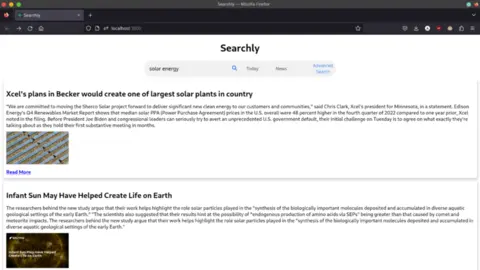 Searchly — Mozilla Firefox
Searchly
localhost:3000
Searchly
solar energy
Today
News
Advanced
Search
Xcel's plans in Becker would create one of largest solar plants in country
"We are committed to moving the Sherco Solar project forward to deliver significant new clean energy to our customers and communities," said Chris Clark, Xcel's president for Minnesota, in a statement. Edison
Energy's Q4 Renewables Market Report shows that median solar PPA (Power Purchase Agreement) prices in the U.S. overall were 46 percent higher in the fourth quarter of 2022 compared to one year prior, Xcel
noted in the filing. Before President Joe Biden and congressional leaders can seriously try to avert an unprecedented U.S. government default, their initial challenge on Tuesday is to agree on what exactly they're
talking about as they hold their first substantive meeting in months.
Read More
Infant Sun May Have Helped Create Life on Earth
The researchers behind the new study argue that their work helps highlight the role solar particles played in the "synthesis of the biologically important molecules deposited and accumulated in diverse aquatic
geological settings of the early Earth." "The scientists also suggested that their results hint at the possibility of "endogenous production of amino acids via SEPs" being greater than that caused by comet and
meteorite impacts. The researchers behind the new study argue that their work helps highlight the role solar particles played in the "synthesis of the biologically important molecules deposited and accumulated in
diverse aquatic geological settings of the early Earth."
Infant Sun May Have Helped
Create Life on Earth